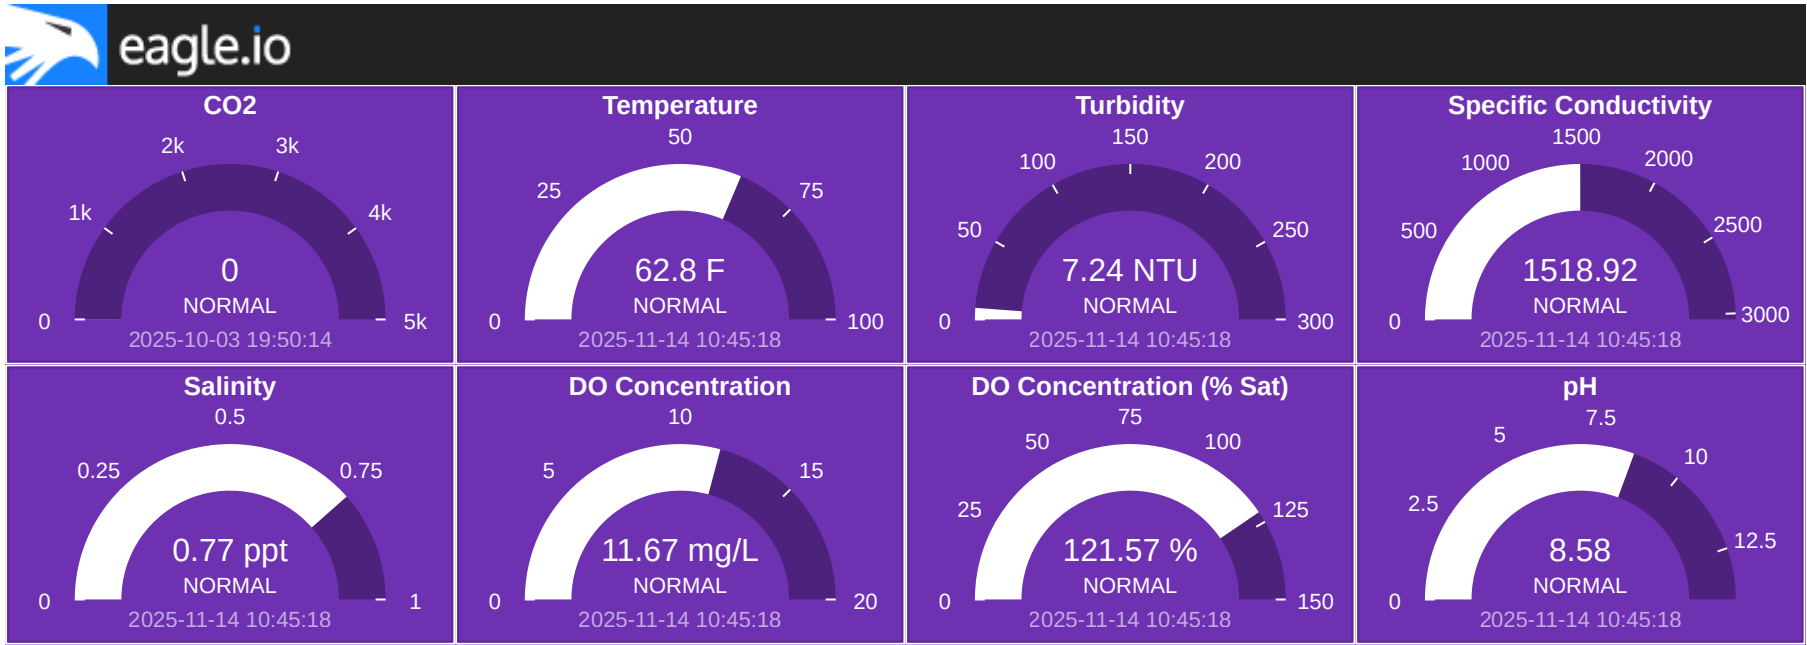 eagle.io
CO2
0
1k
2k
3k
4k
5k
0
NORMAL
2025-10-03 19:50:14
Temperature
0
25
50
75
100
62.8 F
NORMAL
2025-11-14 10:45:18
Turbidity
0
50
100
150
200
250
300
7.24 NTU
NORMAL
2025-11-14 10:45:18
Specific Conductivity
0
500
1000
1500
2000
2500
3000
1518.92
NORMAL
2025-11-14 10:45:18
Salinity
0
0.25
0.5
0.75
1
0.77 ppt
NORMAL
2025-11-14 10:45:18
DO Concentration
0
5
10
15
20
11.67 mg/L
NORMAL
2025-11-14 10:45:18
DO Concentration (% Sat)
0
25
50
75
100
125
150
121.57 %
NORMAL
2025-11-14 10:45:18
pH
0
2.5
5
7.5
10
12.5
8.58
NORMAL
2025-11-14 10:45:18